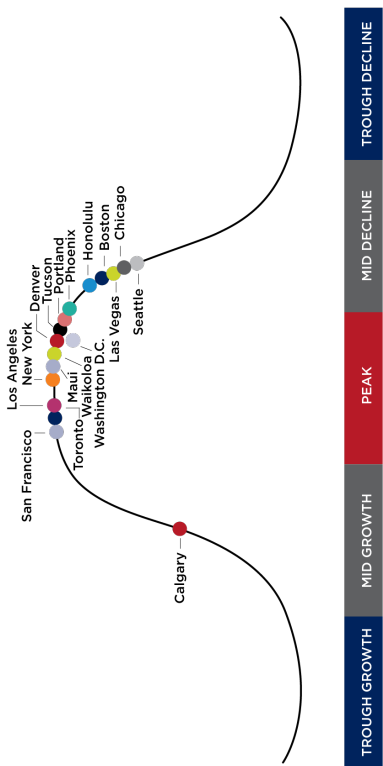 San Francisco
Los Angeles
Toronto
New York
Maui
Waikoloa
Denver
Tucson
Washington D.C.
Portland
Phoenix
Honolulu
Boston
Las Vegas
Chicago
Seattle
Calgary
TROUGH GROWTH
MID GROWTH
PEAK
MID DECLINE
TROUGH DECLINE